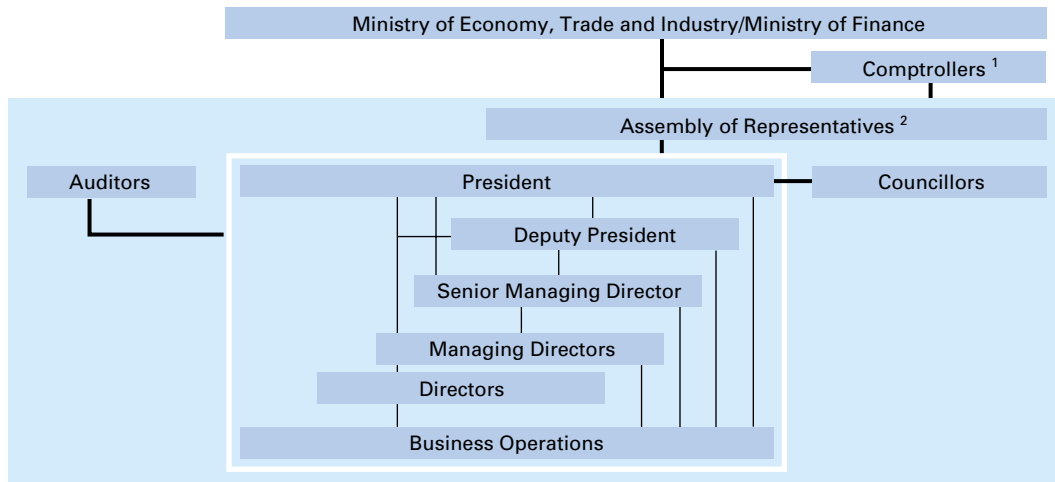 Ministry of Economy, Trade and Industry/Ministry of Finance
Comptrollers 1
Assembly of Representatives 2
Auditors
President
Councillors
Deputy President
Senior Managing Director
Managing Directors
Directors
Business Operations